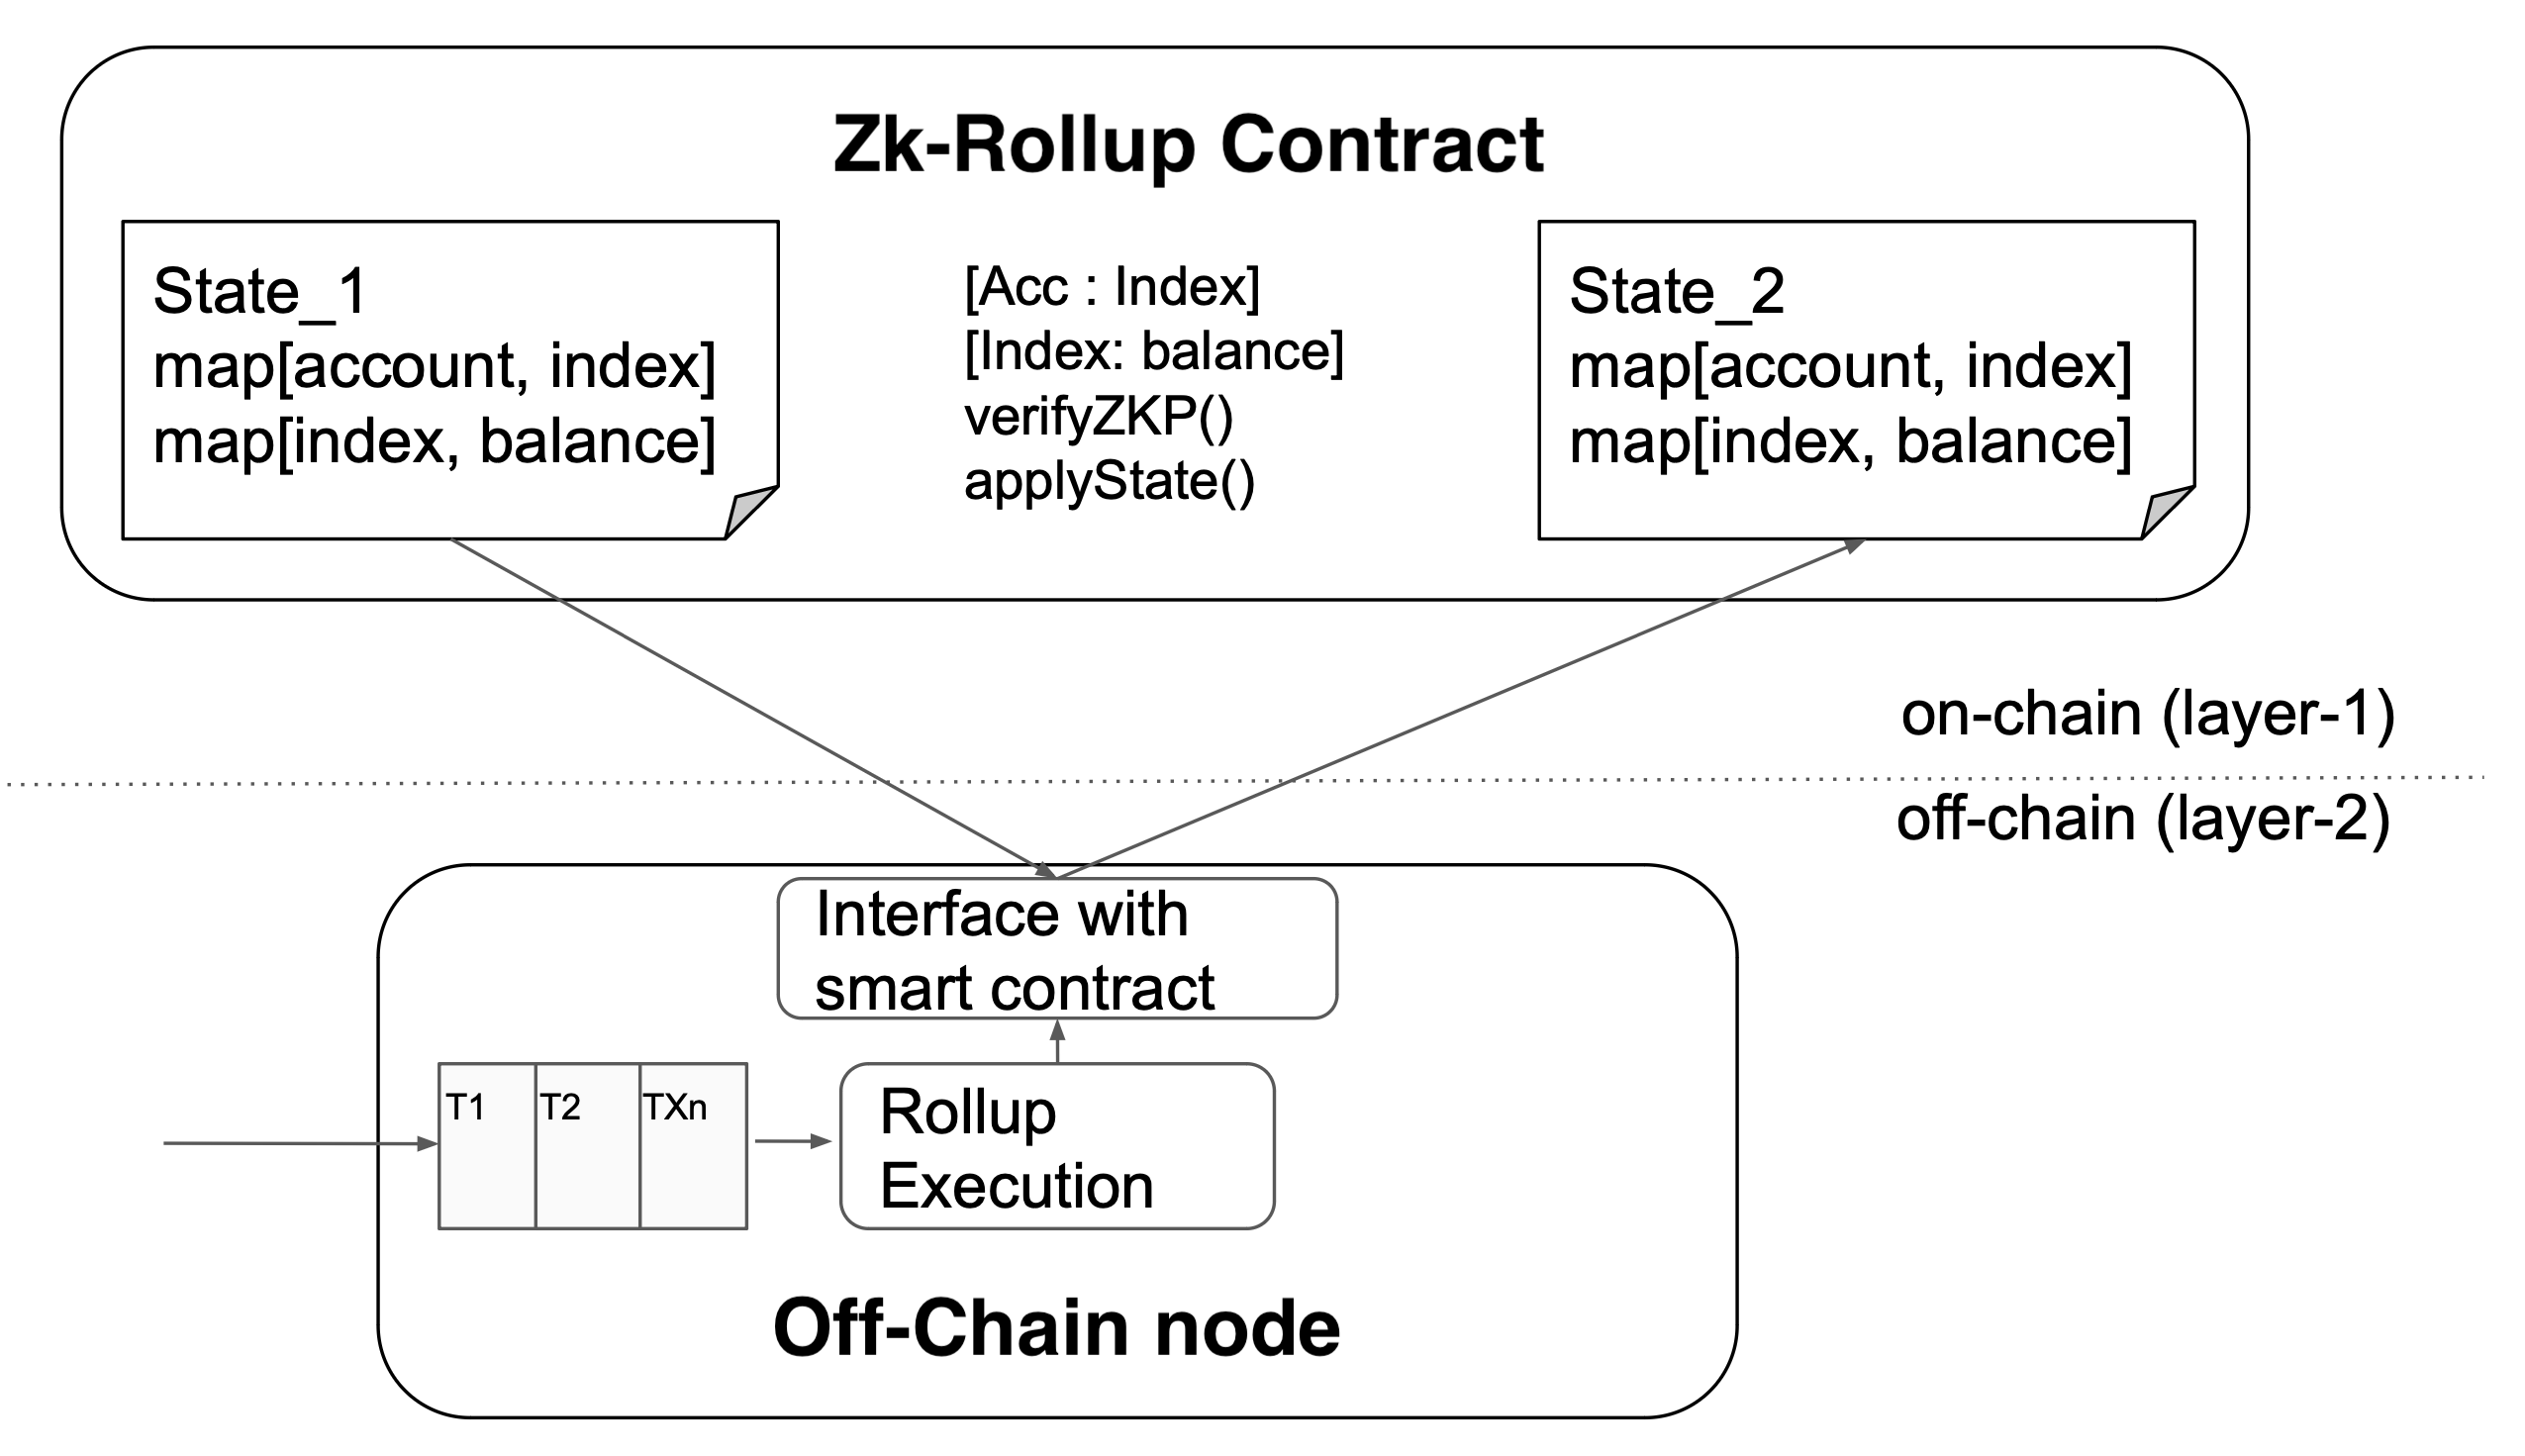 Zk-Rollup Contract
State_1
map[account, index]
map[index, balance]
[Acc : Index]
[Index: balance]
verifyZKP()
applyState()
State_2
map[account, index]
map[index, balance]
on-chain (layer-1)
off-chain (layer-2)
Interface with
smart contract
T1
T2
TXn
Rollup
Execution
Off-Chain node